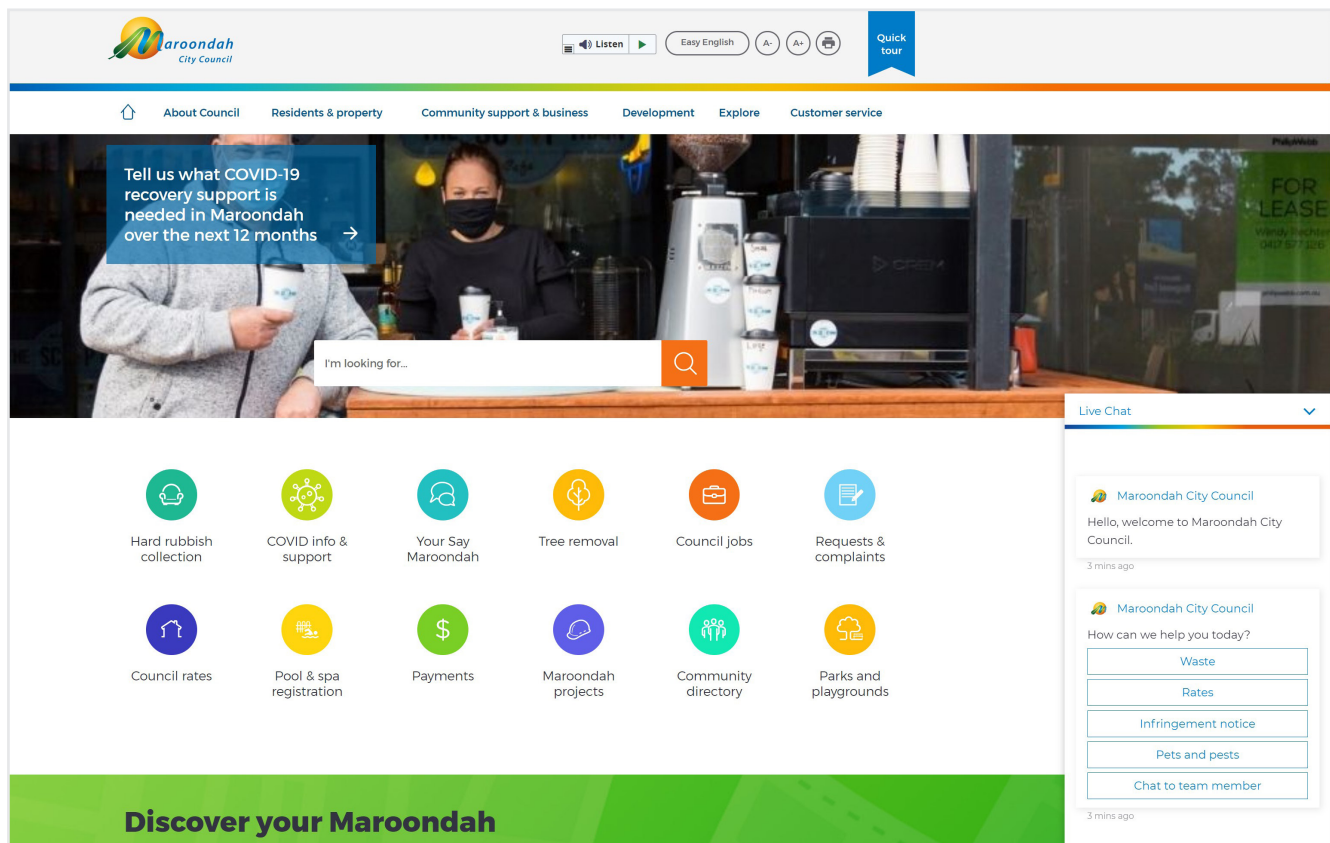 Maroondah
City Council
Listen
Easy English
A-
A+
Quick
tour
About Council
Residents & property
Community support & business
Development
Explore
Customer service
Tell us what COVID-19
recovery support is
needed in Maroondah
over the next 12 months →
PhilipWebb
FOR
LEASE
0417 577 126
CREM
I'm looking for...
Hard rubbish
collection
COVID info &
support
Your Say
Maroondah
Tree removal
Council jobs
Requests &
complaints
Council rates
Pool & spa
registration
$
Payments
Maroondah
projects
Community
directory
Parks and
playgrounds
Discover your Maroondah
Live Chat
Maroondah City Council
Hello, welcome to Maroondah City
Council.
3 mins ago
Maroondah City Council
How can we help you today?
Waste
Rates
Infringement notice
Pets and pests
Chat to team member
3 mins ago